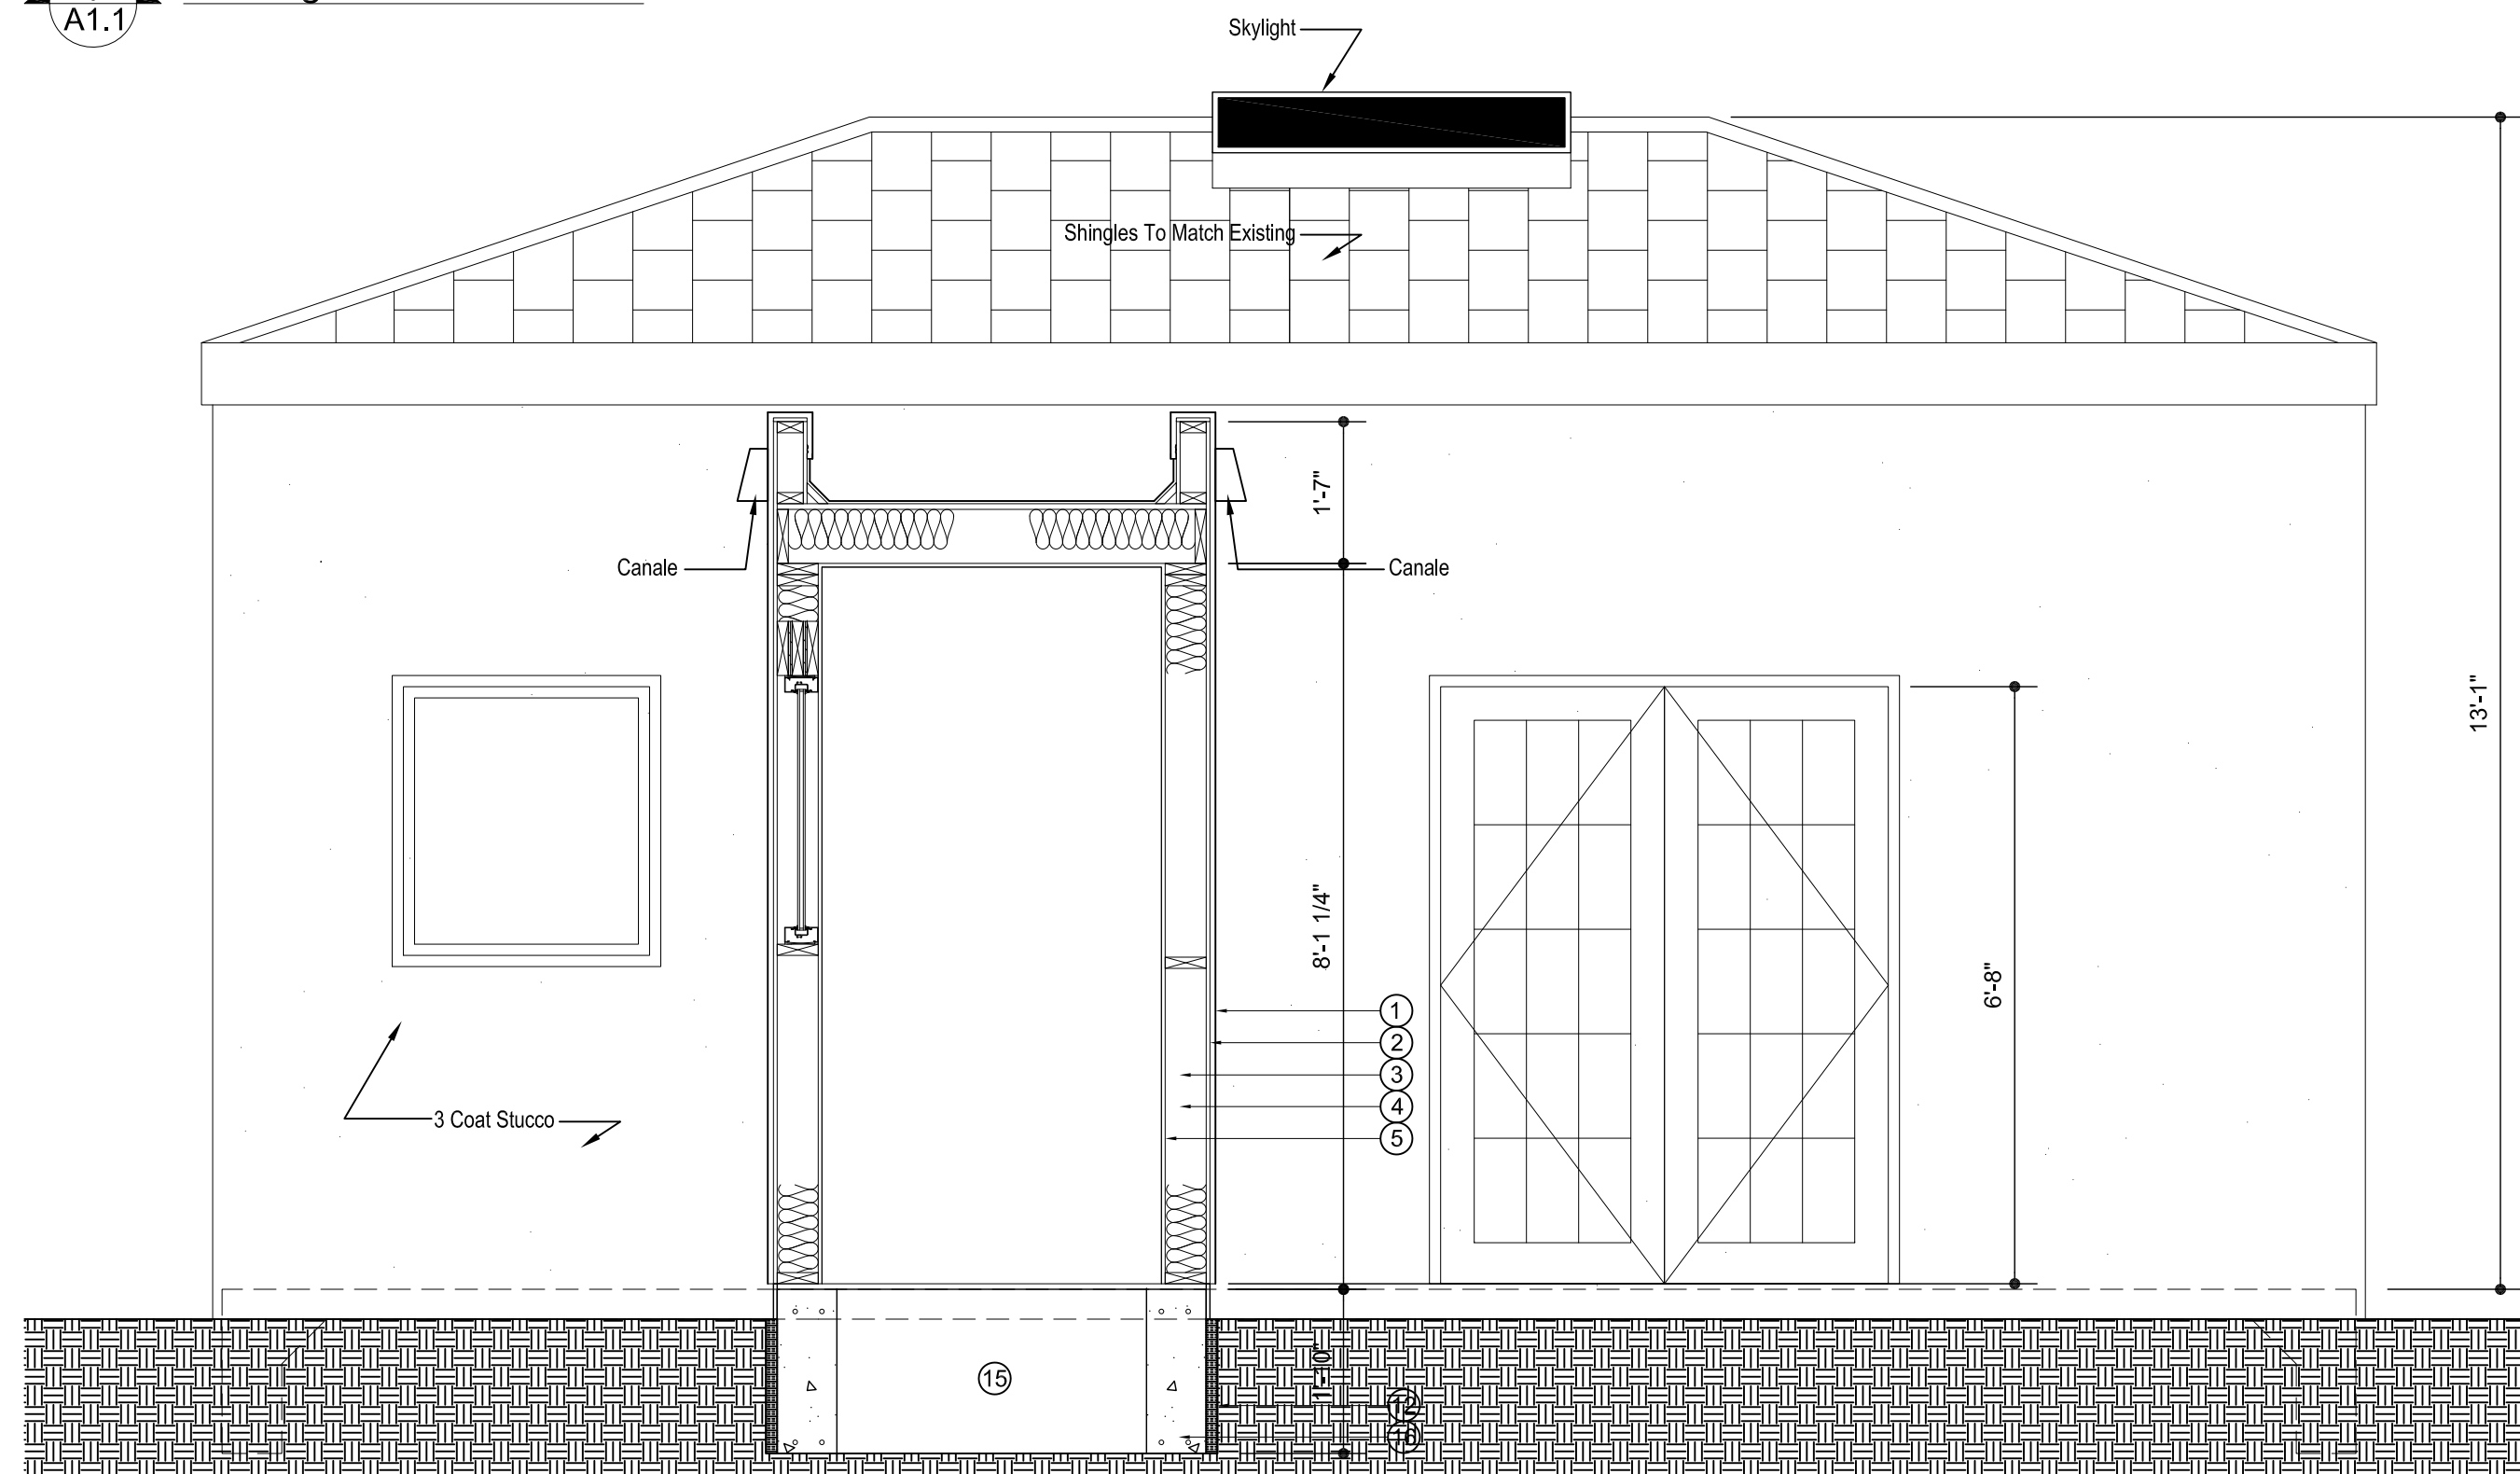 A1.1
Skylight
Shingles To Match Existing
1'-7"
Canale
Canale
13'-1"
8'-1 1/4"
6'-8"
1
2
3
4
5
3 Coat Stucco
1'-10"
15
12
16